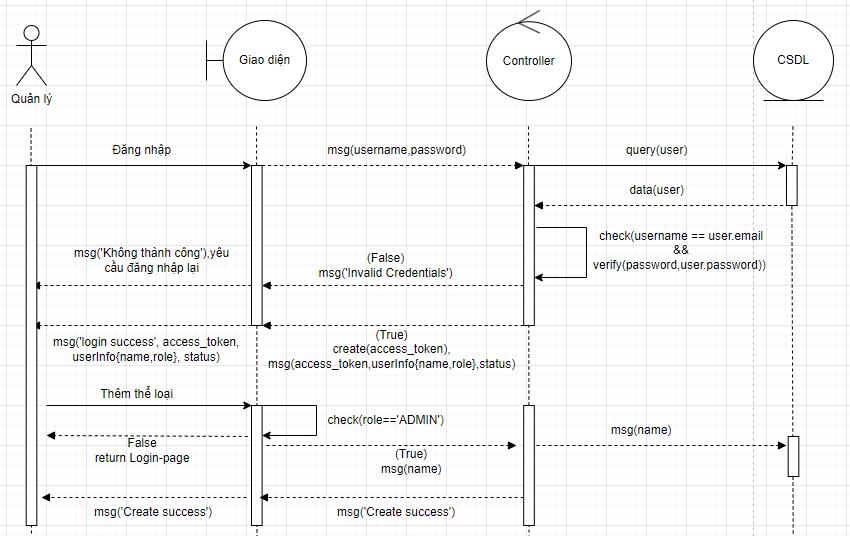 Giao diện
Controller
CSDL
Quản lý
Đăng nhập
msg(username,password)
query(user)
data(user)
check(username == user.email
&&
verify(password,user.password))
msg('Không thành công'),yêu
cầu đăng nhập lại
(False)
msg('Invalid Credentials')
msg('login success', access_token,
userInfo{name,role}, status)
(True)
create(access_token),
msg(access_token,userInfo{name,role},status)
Thêm thể loại
check(role=='ADMIN')
False
return Login-page
(True)
msg(name)
msg(name)
msg('Create success')
msg('Create success')